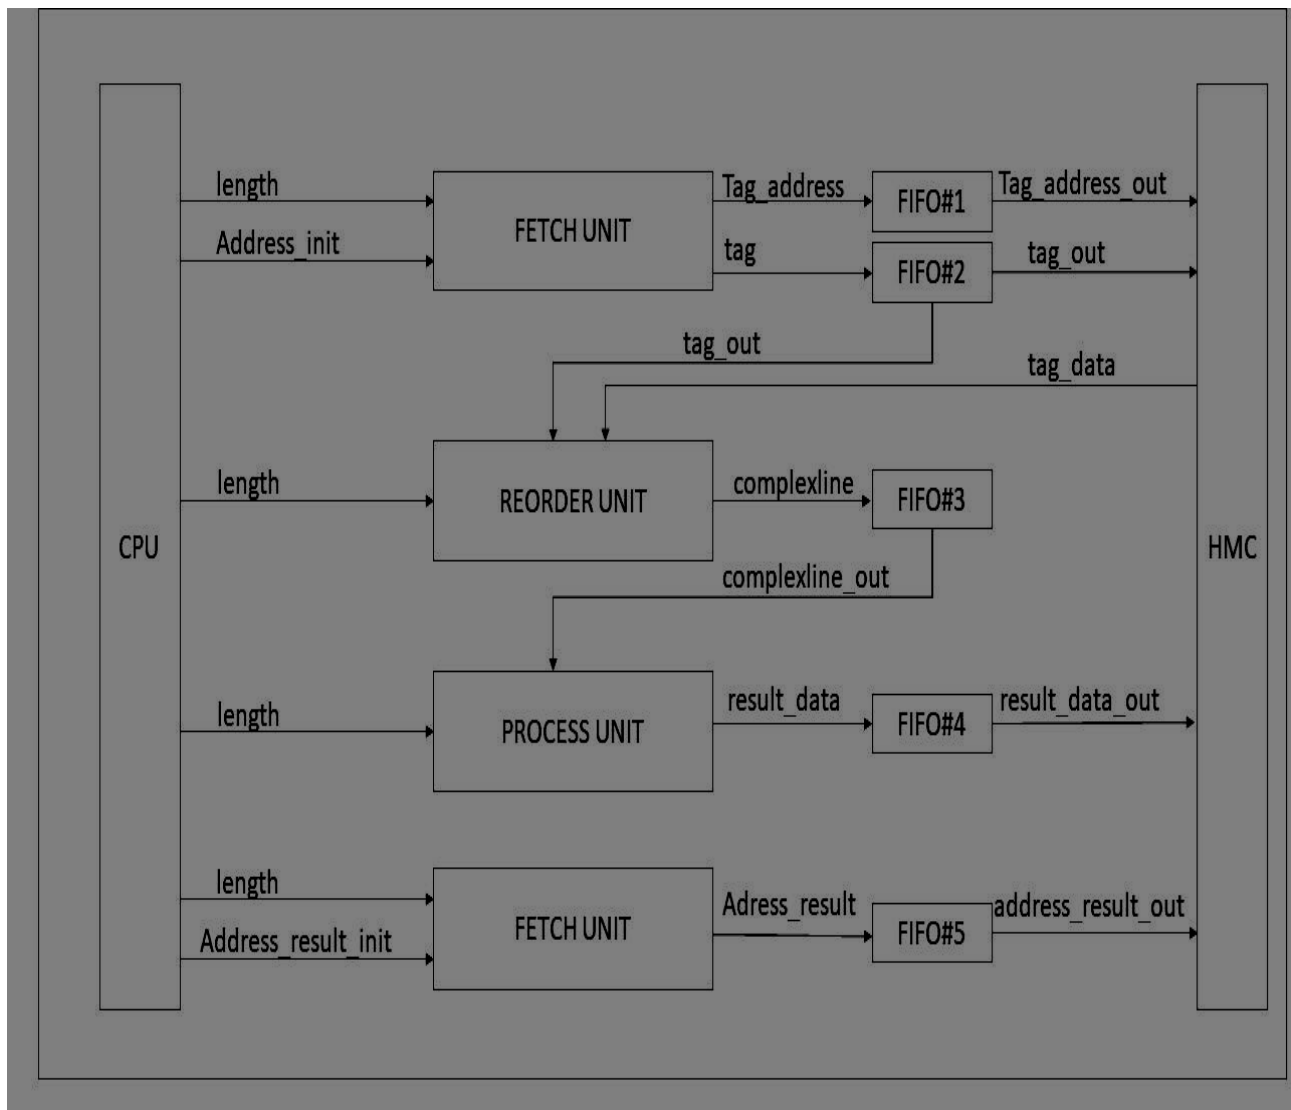 length
Tag_address
Tag_address_out
FIFO#1
Address_init
FETCH UNIT
tag
tag_out
FIFO#2
tag_out
tag_data
length
REORDER UNIT
complexline
FIFO#3
CPU
HMC
complexline_out
length
PROCESS UNIT
result_data
FIFO#4
result_data_out
length
Address_result_init
FETCH UNIT
Adress_result
FIFO#5
address_result_out